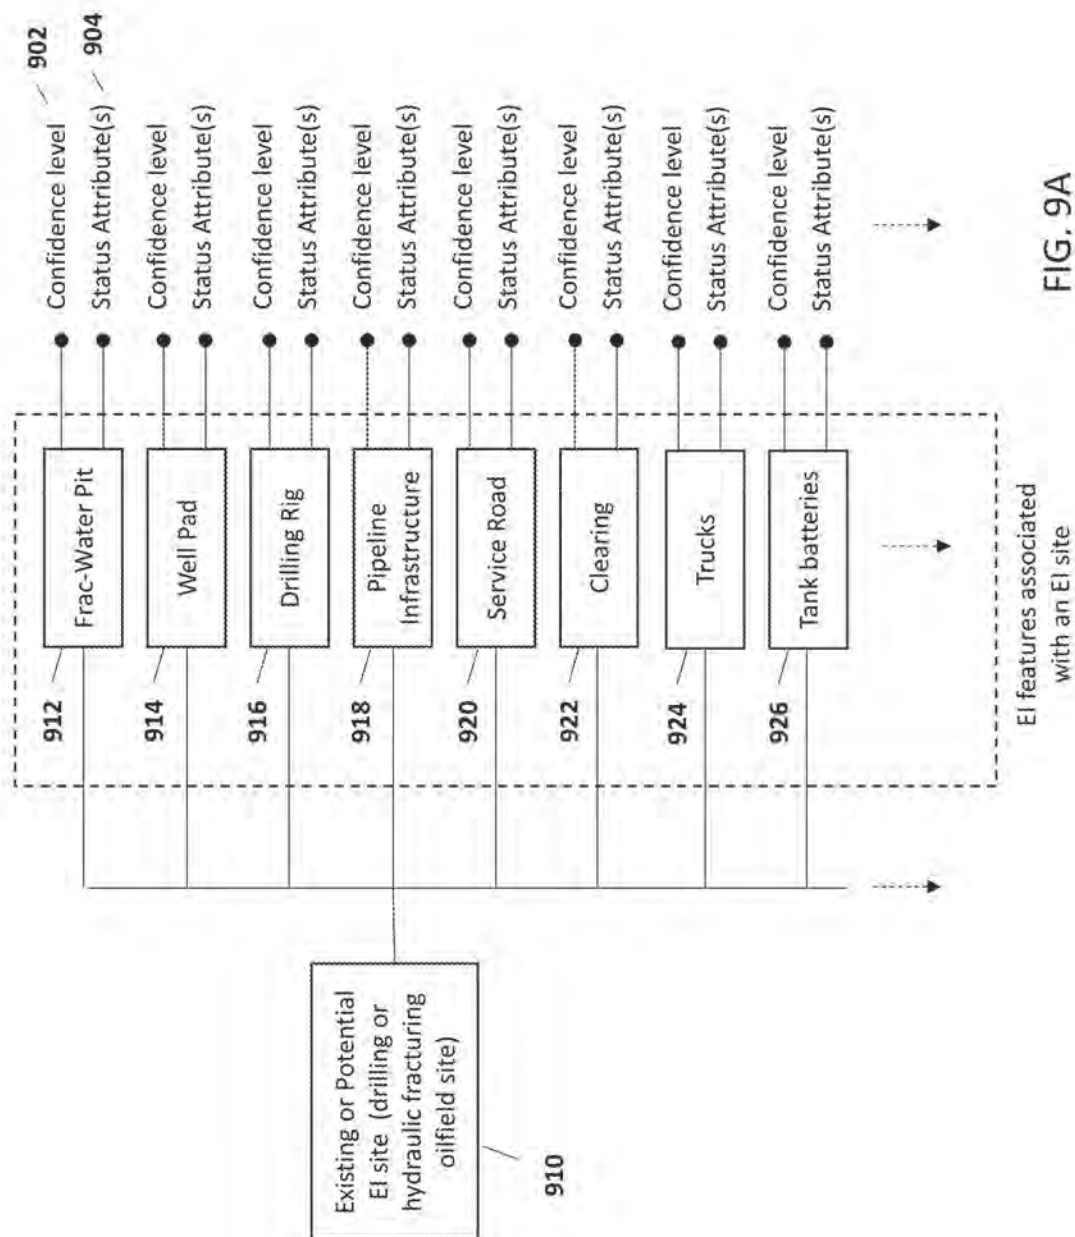 902
Confidence level
Status Attribute(s)
904
912
Frac-Water Pit
Confidence level
Status Attribute(s)
914
Well Pad
Confidence level
Status Attribute(s)
916
Drilling Rig
Existing or Potential
EI site (drilling or
hydraulic fracturing
oilfield site)
910
Confidence level
Status Attribute(s)
918
Pipeline
Infrastructure
Confidence level
Status Attribute(s)
920
Service Road
Confidence level
Status Attribute(s)
922
Clearing
Confidence level
Status Attribute(s)
924
Trucks
Confidence level
Status Attribute(s)
926
Tank batteries
EI features associated
with an EI site
FIG. 9A